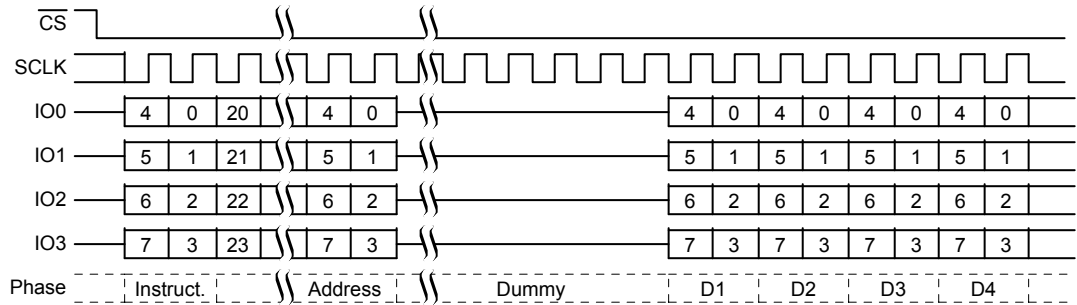 CS
SCLK
IO0 4 0 20 4 0 4 0 4 0 4 0 4 0
IO1 5 1 21 5 1 5 1 5 1 5 1 5 1
IO2 6 2 22 6 2 6 2 6 2 6 2 6 2
IO3 7 3 23 7 3 7 3 7 3 7 3 7 3
Phase Instruct. Address Dummy D1 D2 D3 D4